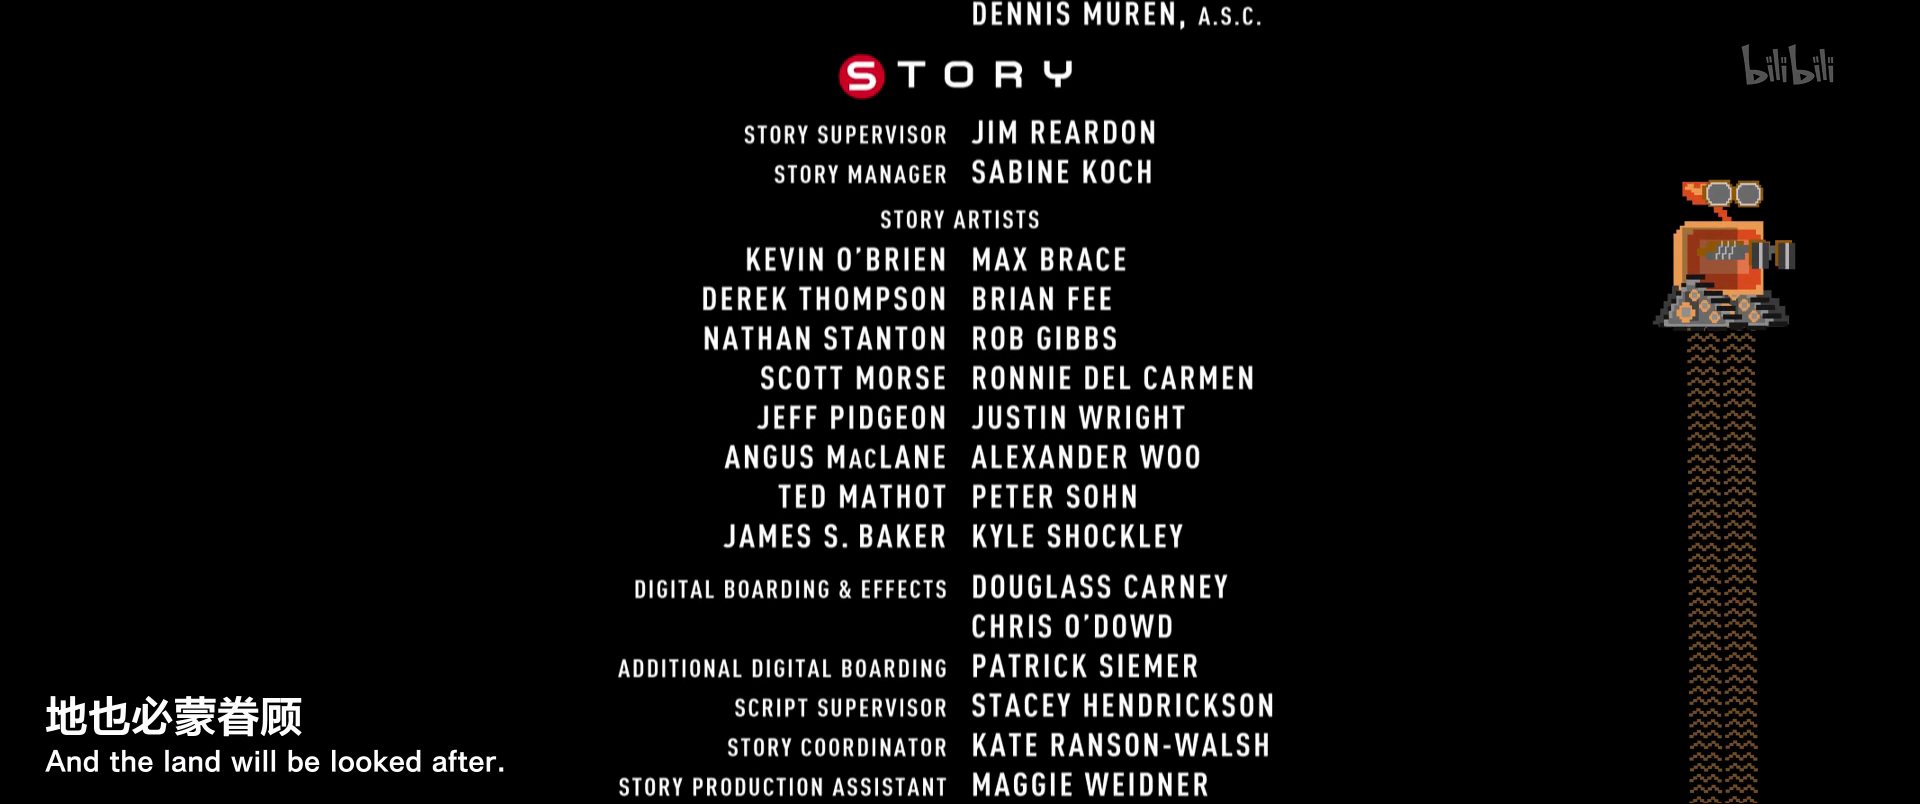 DENNIS MUREN, A.S.C.
bilibili
STORY
STORY SUPERVISOR JIM REARDON
STORY MANAGER SABINE KOCH
STORY ARTISTS
KEVIN O'BRIEN MAX BRACE
DEREK THOMPSON BRIAN FEE
NATHAN STANTON ROB GIBBS
SCOTT MORSE RONNIE DEL CARMEN
JEFF PIDGEON JUSTIN WRIGHT
ANGUS MACLANE ALEXANDER WOO
TED MATHOT PETER SOHN
JAMES S. BAKER KYLE SHOCKLEY
DIGITAL BOARDING & EFFECTS DOUGLASS CARNEY
CHRIS O'DOWD
ADDITIONAL DIGITAL BOARDING PATRICK SIEMER
SCRIPT SUPERVISOR STACEY HENDRICKSON
STORY COORDINATOR KATE RANSON-WALSH
STORY PRODUCTION ASSISTANT MAGGIE WEIDNER
地也必蒙眷顾
And the land will be looked after.